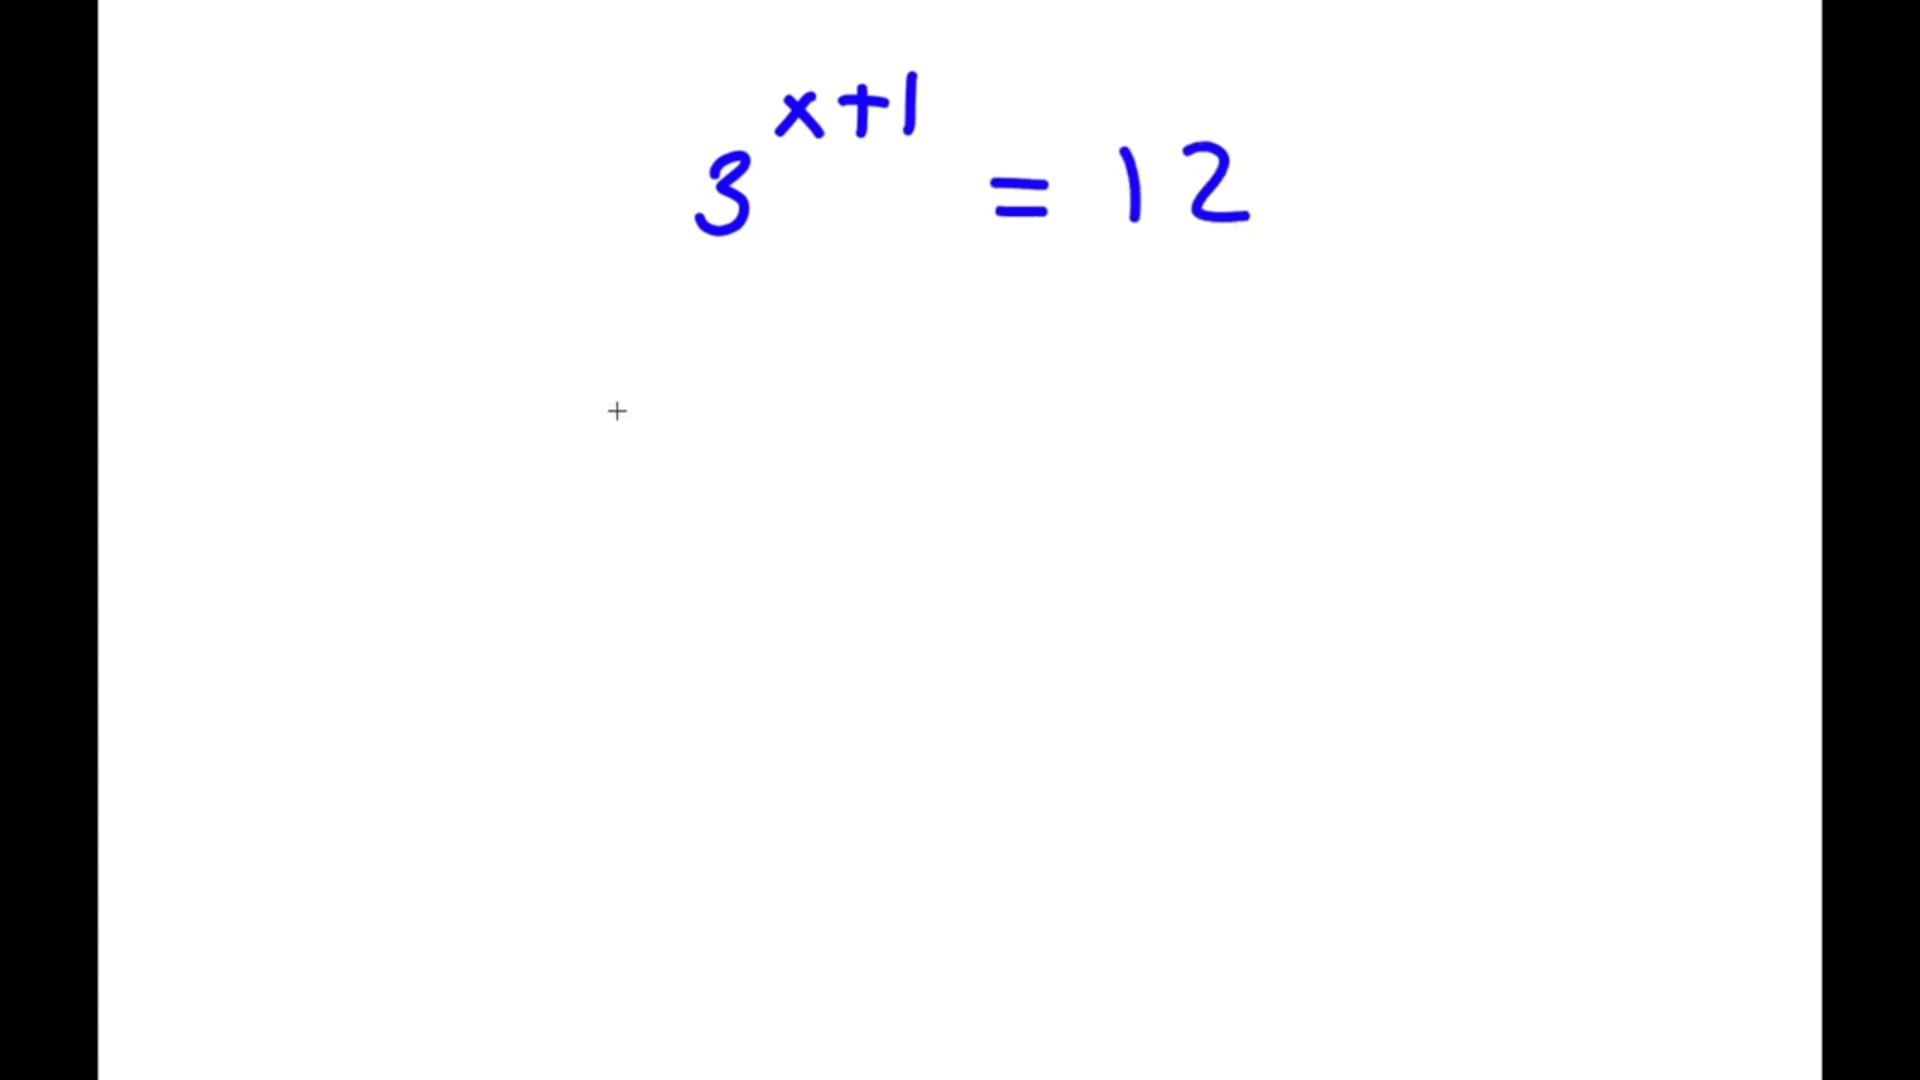 3^{x+1} = 12